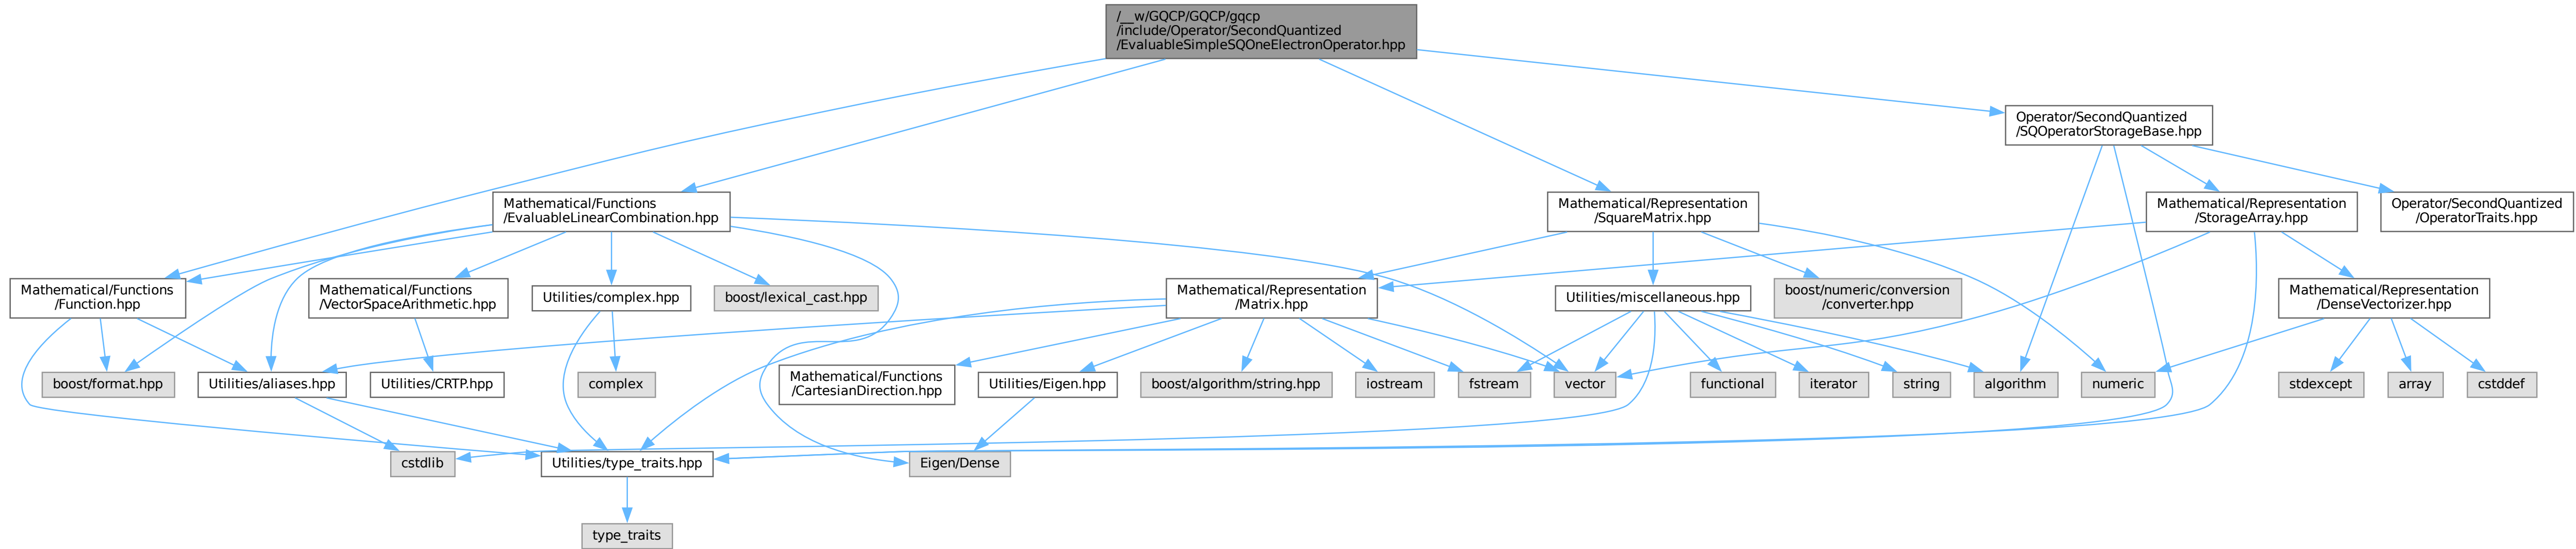 /__w/GQCP/GQCP/gqcp
/include/Operator/SecondQuantized
/EvaluableSimpleSQOneElectronOperator.hpp
Operator/SecondQuantized
/SQOperatorStorageBase.hpp
Mathematical/Functions
/EvaluableLinearCombination.hpp
Mathematical/Representation
/SquareMatrix.hpp
Mathematical/Representation
/StorageArray.hpp
Operator/SecondQuantized
/OperatorTraits.hpp
Mathematical/Functions
/Function.hpp
Mathematical/Functions
/VectorSpaceArithmetic.hpp
Utilities/complex.hpp
boost/lexical_cast.hpp
Mathematical/Representation
/Matrix.hpp
Utilities/miscellaneous.hpp
boost/numeric/conversion
/converter.hpp
Mathematical/Representation
/DenseVectorizer.hpp
boost/format.hpp
Utilities/aliases.hpp
Utilities/CRTP.hpp
complex
Mathematical/Functions
/CartesianDirection.hpp
Utilities/Eigen.hpp
boost/algorithm/string.hpp
iostream
fstream
vector
functional
iterator
string
algorithm
numeric
stdexcept
array
cstddef
cstdlib
Utilities/type_traits.hpp
Eigen/Dense
type_traits